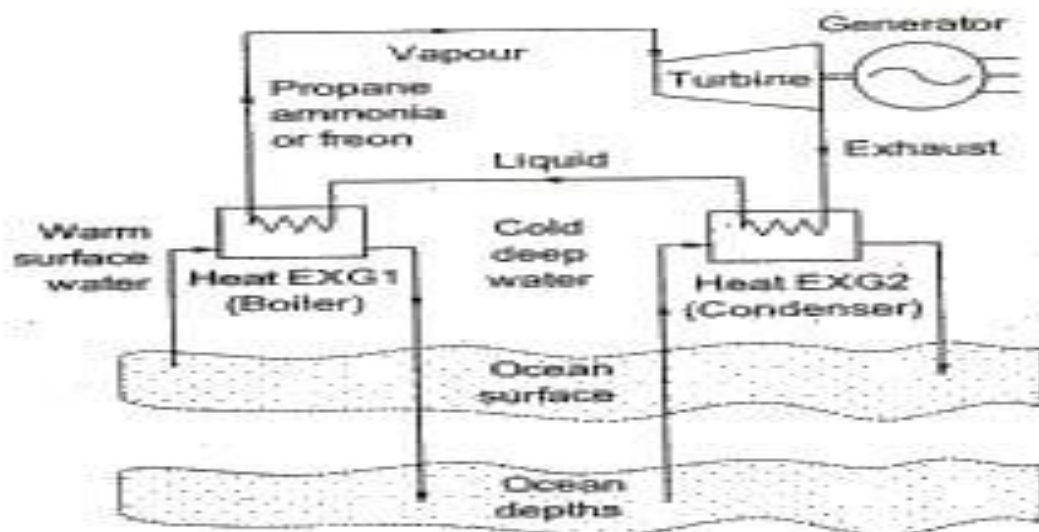 Generator
Vapour
Turbine
Propane
ammonia
or freon
Exhaust
Liquid
Warm
surface
water
Cold
deep
water
Heat EXG1
(Boiler)
Heat EXG2
(Condenser)
Ocean
surface
Ocean
depths